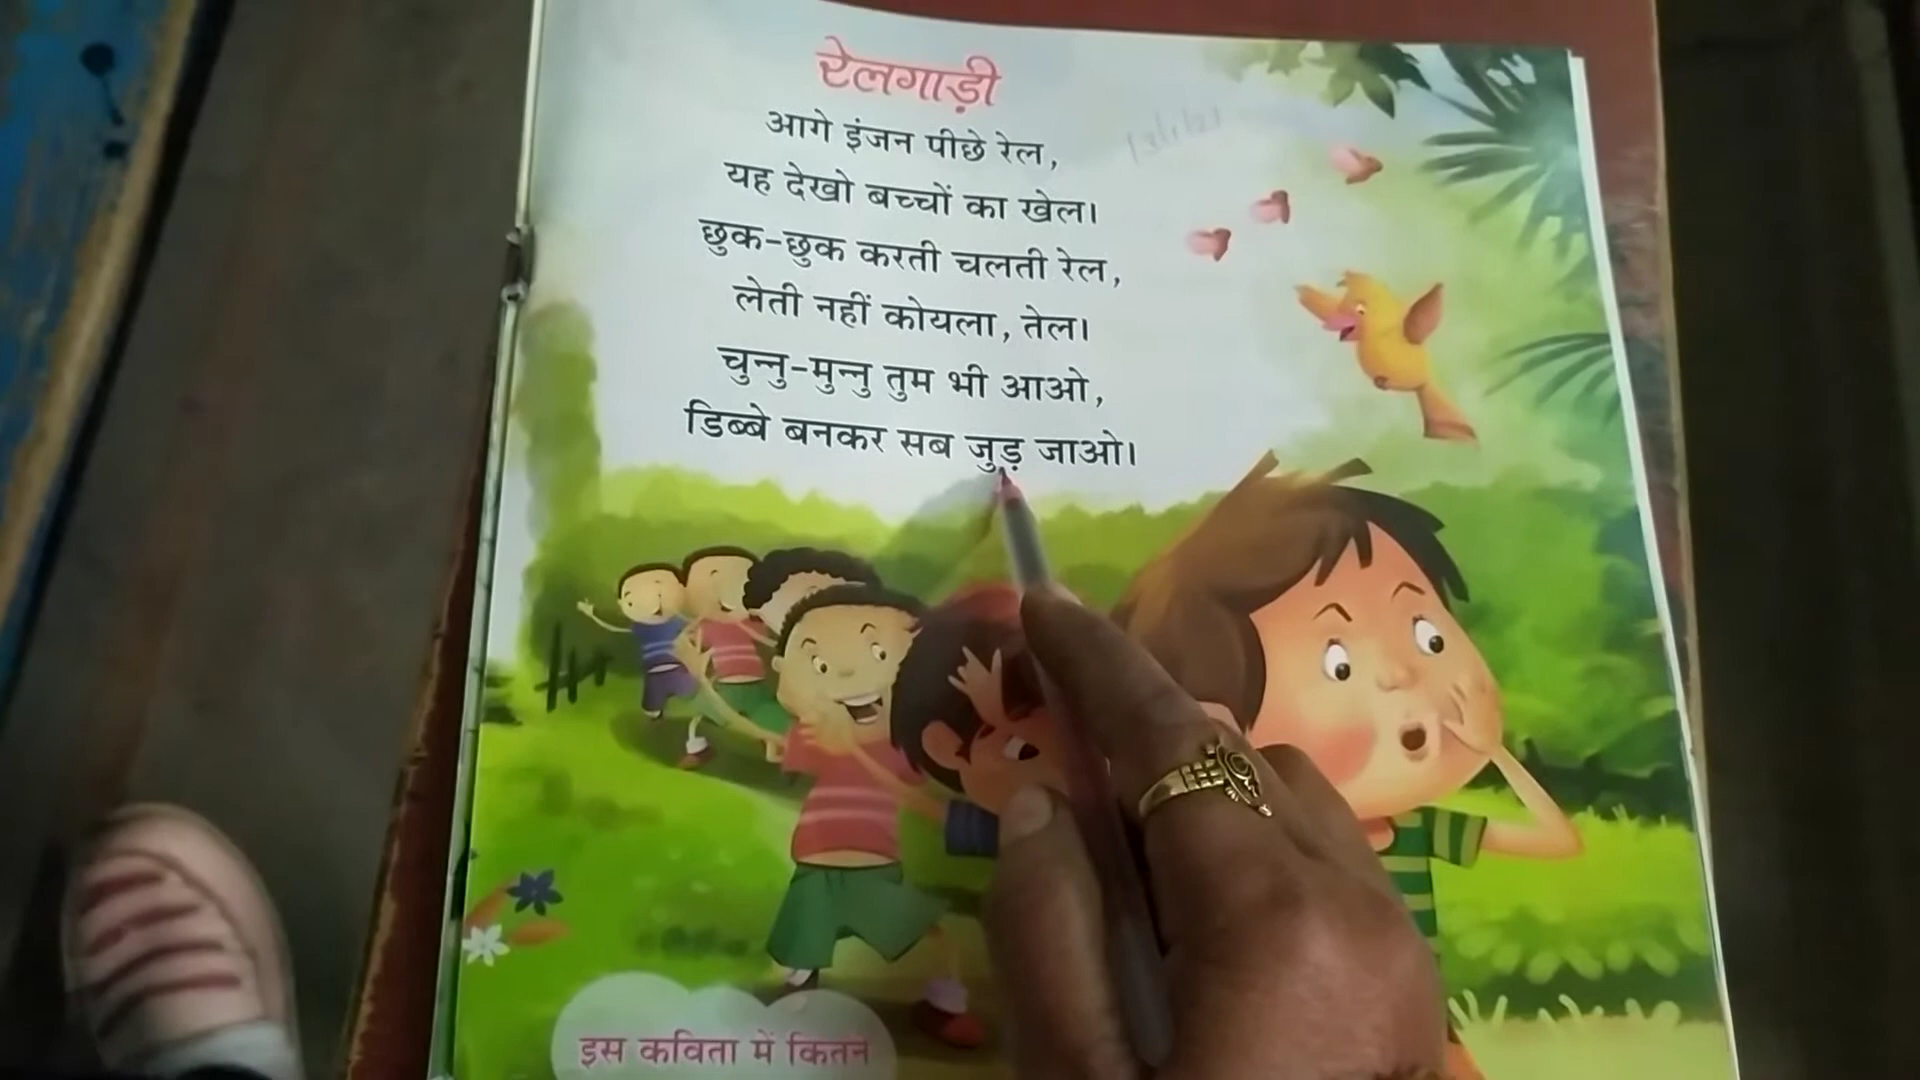 रेलगाड़ी
आगे इंजन पीछे रेल,
यह देखो बच्चों का खेल।
छुक-छुक करती चलती रेल,
लेती नहीं कोयला, तेल।
चुन्नु-मुन्नु तुम भी आओ,
डिब्बे बनकर सब जुड़ जाओ।
इस कविता में कितने